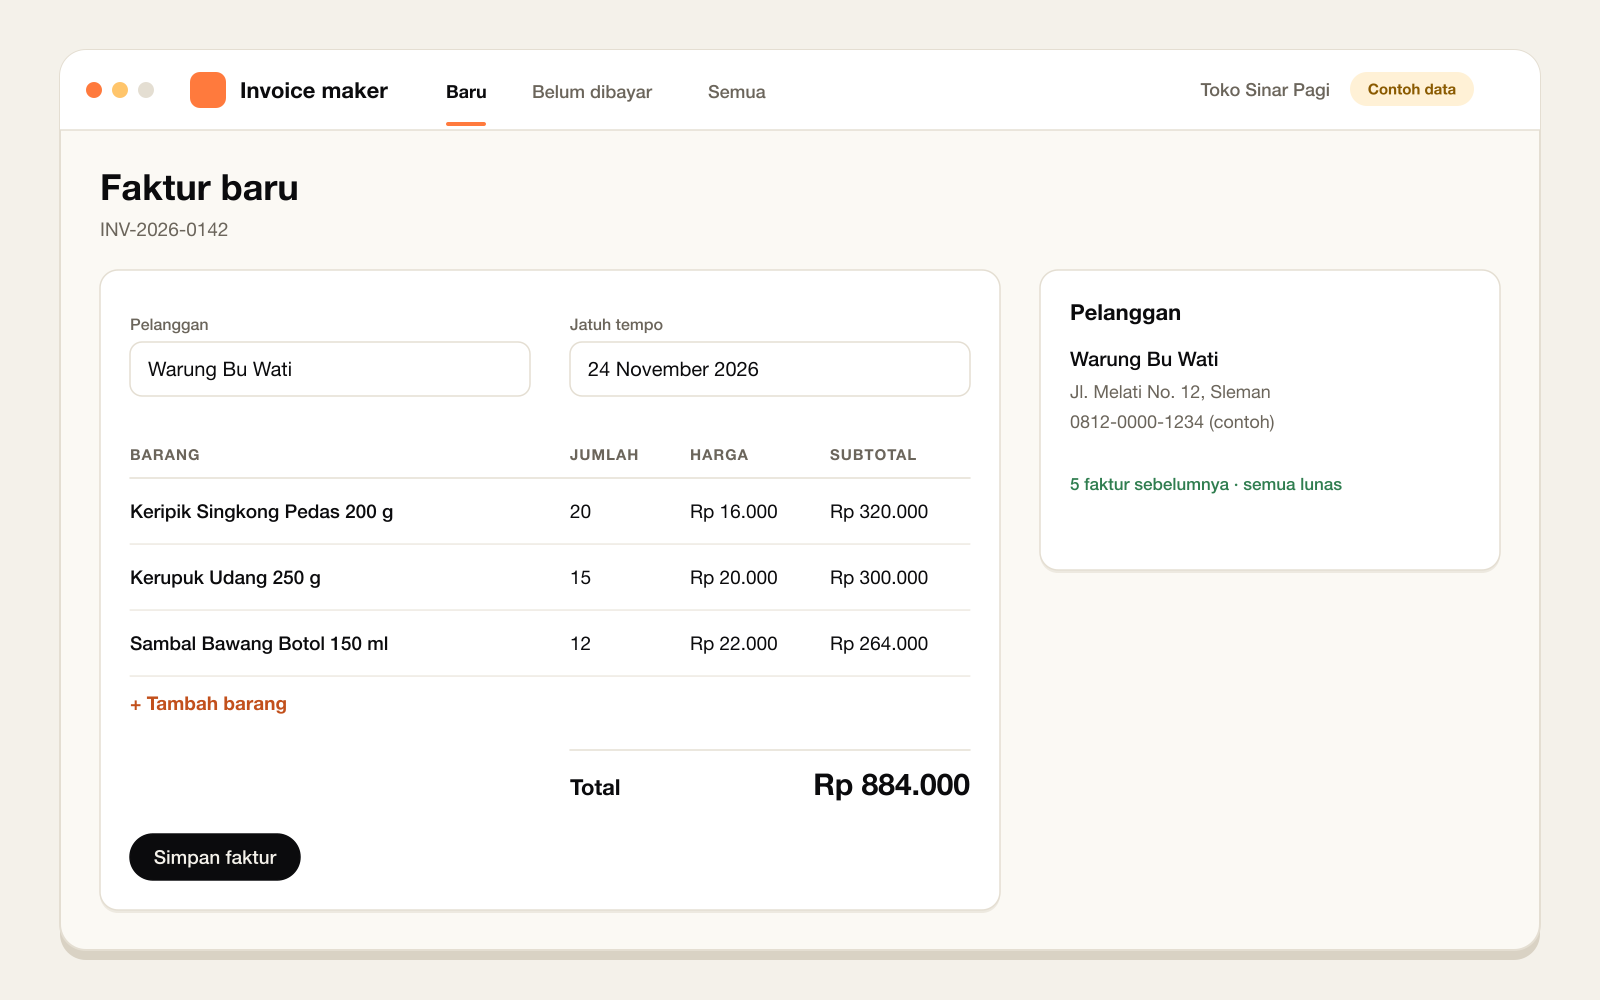 Invoice maker
Baru
Belum dibayar
Semua
Toko Sinar Pagi
Contoh data
Faktur baru
INV-2026-0142
Pelanggan
Jatuh tempo
Warung Bu Wati
24 November 2026
BARANG JUMLAH HARGA SUBTOTAL
Keripik Singkong Pedas 200 g 20 Rp 16.000 Rp 320.000
Kerupuk Udang 250 g 15 Rp 20.000 Rp 300.000
Sambal Bawang Botol 150 ml 12 Rp 22.000 Rp 264.000
+ Tambah barang
Total Rp 884.000
Simpan faktur
Pelanggan
Warung Bu Wati
Jl. Melati No. 12, Sleman
0812-0000-1234 (contoh)
5 faktur sebelumnya · semua lunas